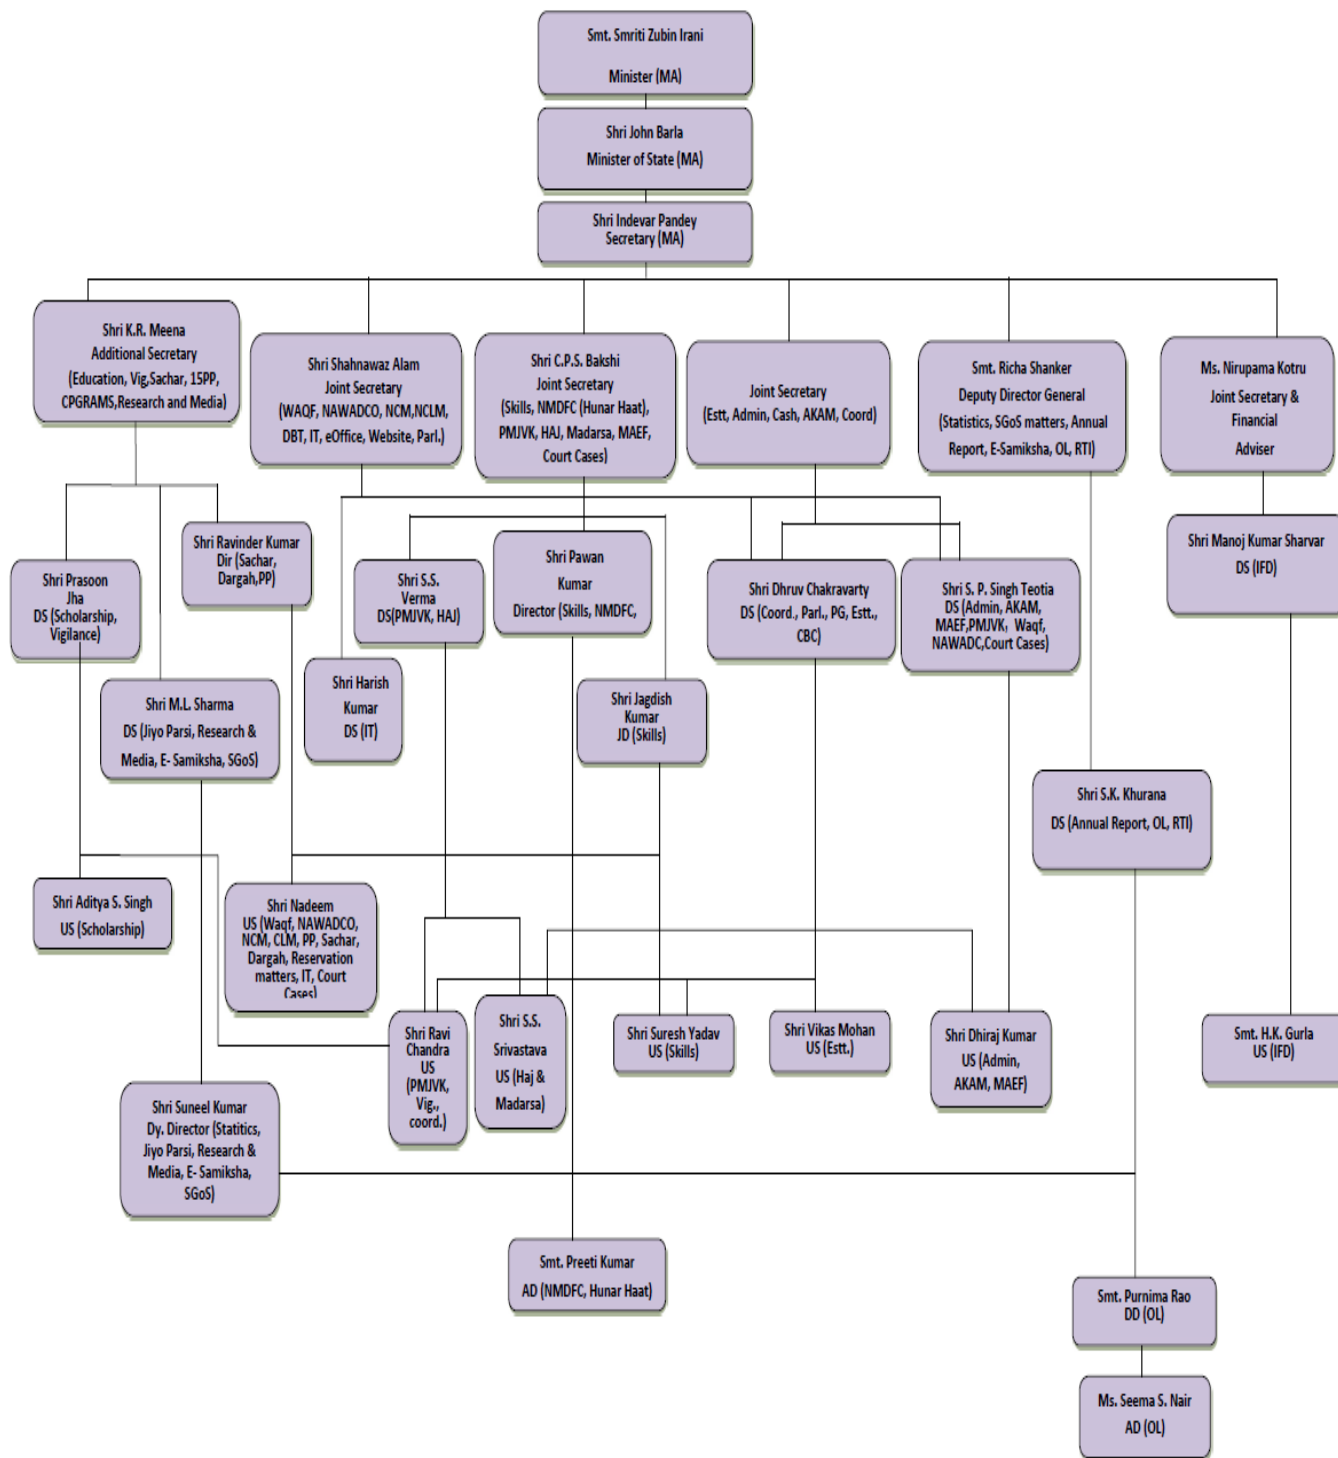 Smt. Smriti Zubin Irani
Minister (MA)
Shri John Barla
Minister of State (MA)
Shri Indevar Pandey
Secretary (MA)
Shri K.R. Meena
Additional Secretary
(Education, Vig,Sachar, 15PP,
CPGRAMS,Research and Media)
Shri Shahnawaz Alam
Joint Secretary
(WAQF, NAWADCO, NCM,NCLM,
DBT, IT, eOffice, Website, Parl.)
Shri C.P.S. Bakshi
Joint Secretary
(Skills, NMDFC (Hunar Haat),
PMJVK, HAJ, Madarsa, MAEF,
Court Cases)
Joint Secretary
(Estt, Admin, Cash, AKAM, Coord)
Smt. Richa Shanker
Deputy Director General
(Statistics, SGoS matters, Annual
Report, E-Samiksha, OL, RTI)
Ms. Nirupama Kotru
Joint Secretary &
Financial
Adviser
Shri Prasoon
Jha
DS (Scholarship,
Vigilance)
Shri Ravinder Kumar
Dir (Sachar,
Dargah,PP)
Shri S.S.
Verma
DS(PMJVK, HAJ)
Shri Pawan
Kumar
Director (Skills, NMDFC,
Shri Dhruv Chakravarty
DS (Coord., Parl., PG, Estt.,
CBC)
Shri S. P. Singh Teotia
DS (Admin, AKAM,
MAEF,PMJVK, Waqf,
NAWADC,Court Cases)
Shri Manoj Kumar Sharvar
DS (IFD)
Shri M.L. Sharma
DS (Jiyo Parsi, Research &
Media, E- Samiksha, SGoS)
Shri Harish
Kumar
DS (IT)
Shri Jagdish
Kumar
JD (Skills)
Shri S.K. Khurana
DS (Annual Report, OL, RTI)
Shri Aditya S. Singh
US (Scholarship)
Shri Nadeem
US (Waqf, NAWADCO,
NCM, CLM, PP, Sachar,
Dargah, Reservation
matters, IT, Court
Cases)
Shri Ravi
Chandra
US
(PMJVK,
Vig.,
coord.)
Shri S.S.
Srivastava
US (Haj &
Madarsa)
Shri Suresh Yadav
US (Skills)
Shri Vikas Mohan
US (Estt.)
Shri Dhiraj Kumar
US (Admin,
AKAM, MAEF)
Smt. H.K. Gurla
US (IFD)
Shri Suneel Kumar
Dy. Director (Statitics,
Jiyo Parsi, Research &
Media, E- Samiksha,
SGoS)
Smt. Preeti Kumar
AD (NMDFC, Hunar Haat)
Smt. Purnima Rao
DD (OL)
Ms. Seema S. Nair
AD (OL)